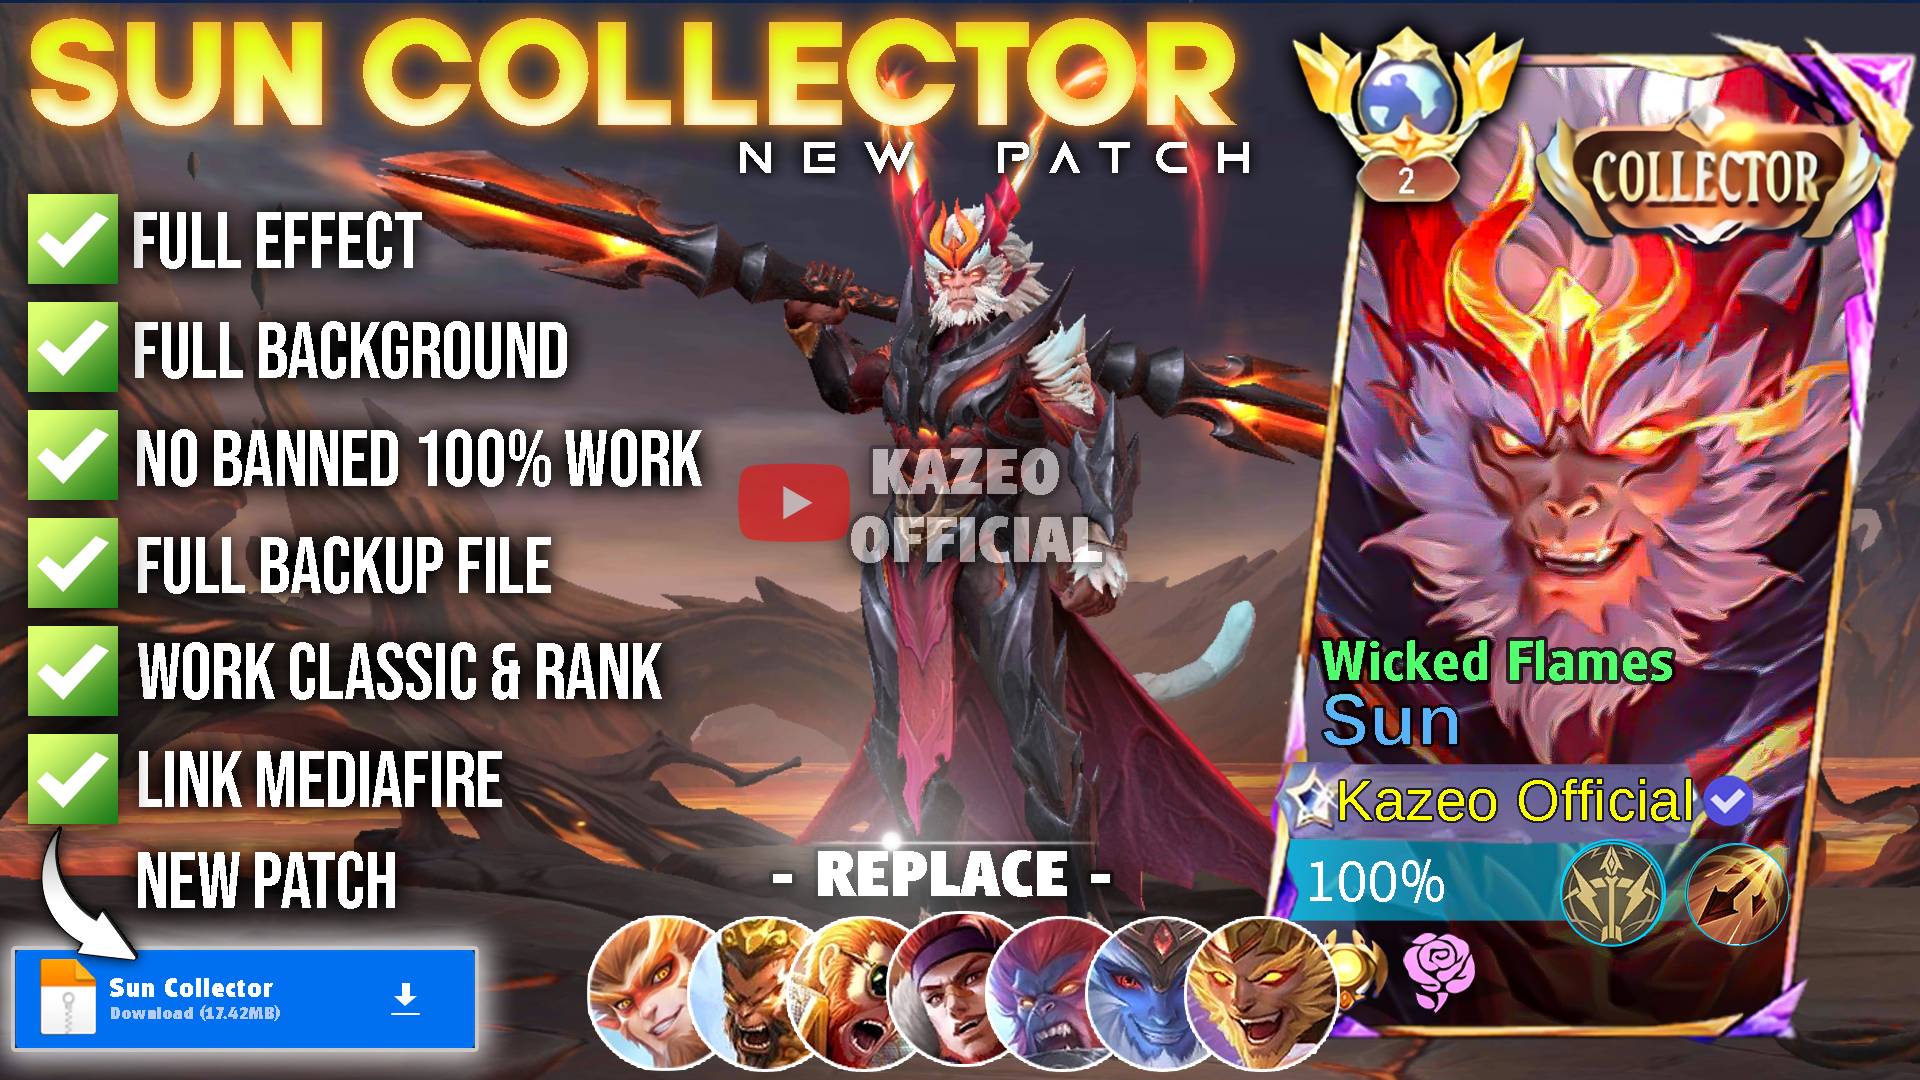 SUN COLLECTOR
NEW PATCH
FULL EFFECT
FULL BACKGROUND
NO BANNED 100% WORK
FULL BACKUP FILE
WORK CLASSIC & RANK
LINK MEDIAFIRE
NEW PATCH
Sun Collector
Download (17.42MB)
KAZEO
OFFICIAL
- REPLACE -
2
COLLECTOR
Wicked Flames
Sun
Kazeo Official
100%